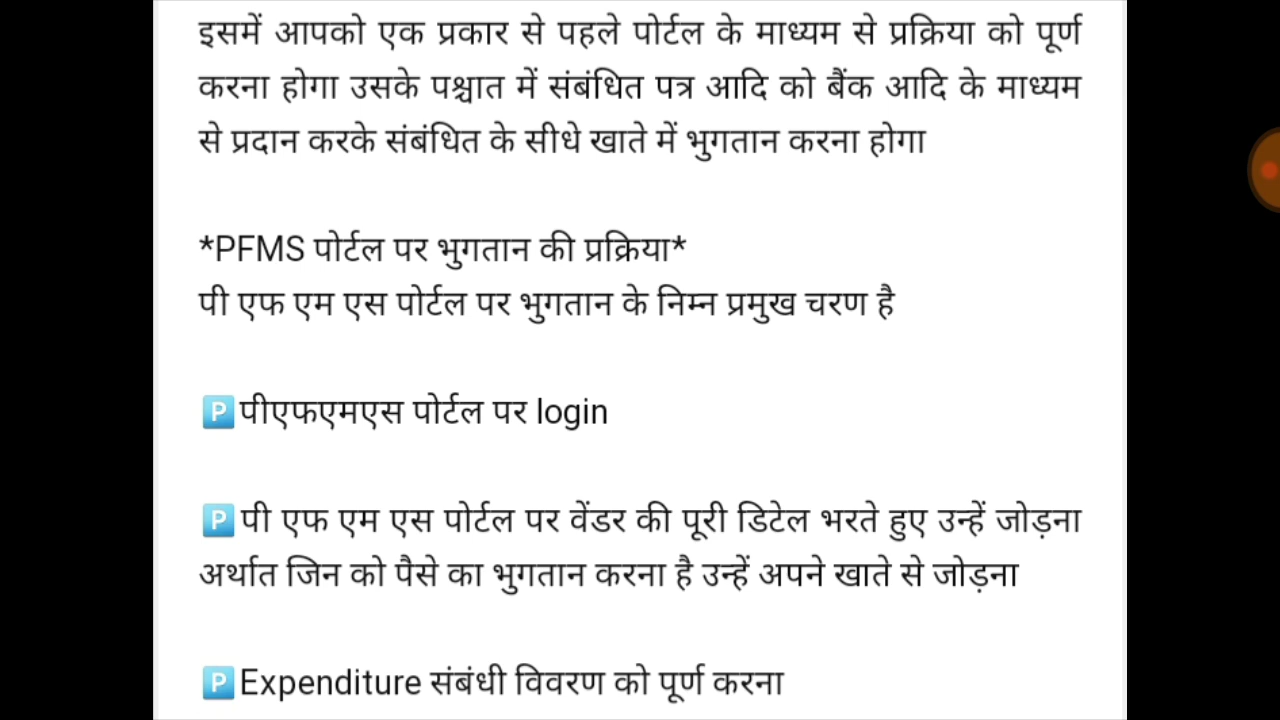 इसमें आपको एक प्रकार से पहले पोर्टल के माध्यम से प्रक्रिया को पूर्ण
करना होगा उसके पश्चात में संबंधित पत्र आदि को बैंक आदि के माध्यम
से प्रदान करके संबंधित के सीधे खाते में भुगतान करना होगा
*PFMS पोर्टल पर भुगतान की प्रक्रिया*
पी एफ एम एस पोर्टल पर भुगतान के निम्न प्रमुख चरण है
🅿️पीएफएमएस पोर्टल पर login
🅿️पी एफ एम एस पोर्टल पर वेंडर की पूरी डिटेल भरते हुए उन्हें जोड़ना
अर्थात जिन को पैसे का भुगतान करना है उन्हें अपने खाते से जोड़ना
🅿️Expenditure संबंधी विवरण को पूर्ण करना